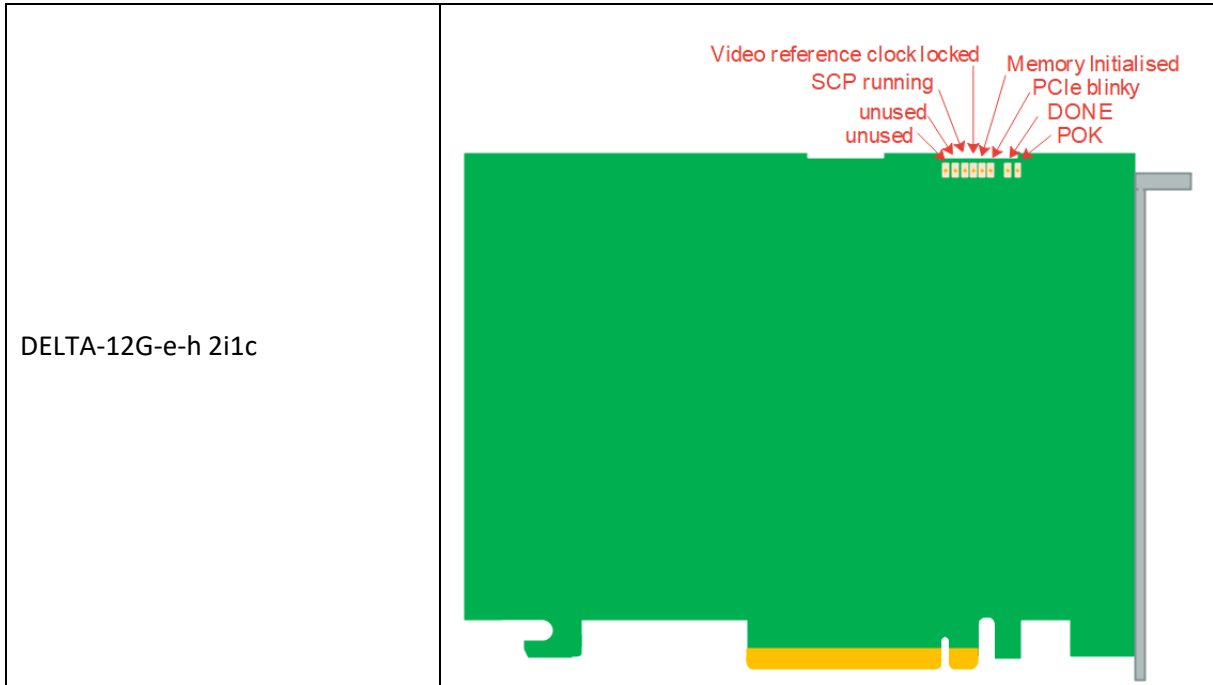 Video reference clock locked
Memory Initialised
SCP running
PCIe blinky
unused
DONE
unused
POK
DELTA-12G-e-h 2i1c